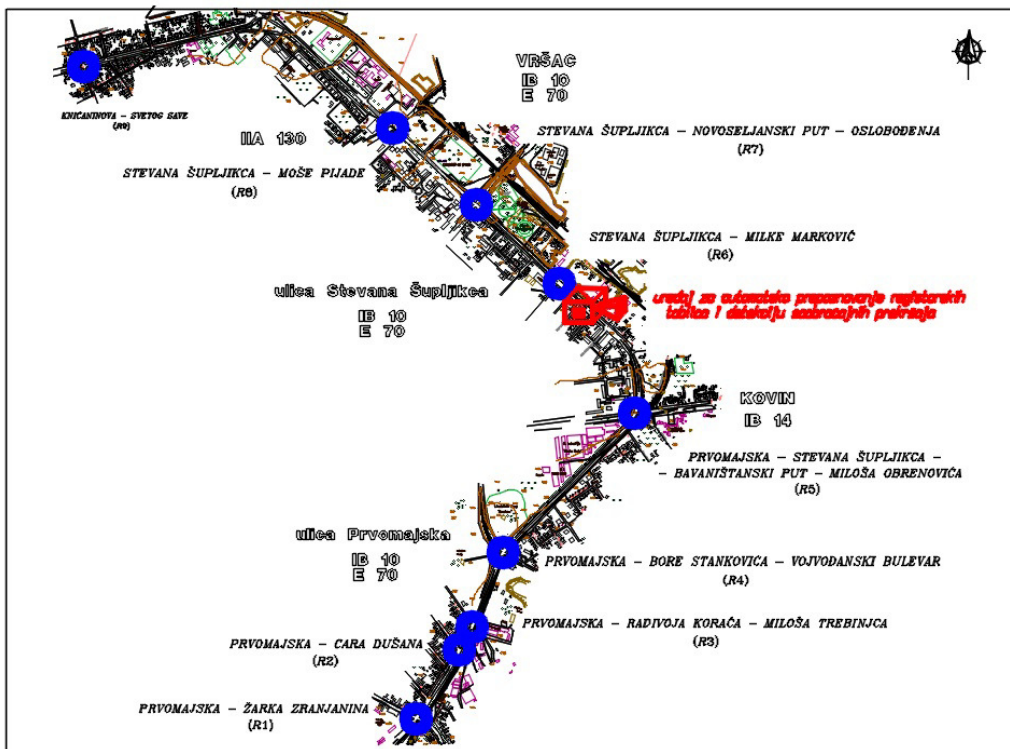 VRŠAC
IB 10
E 70
KNIĆANINOVA – SVETOG SAVE
(R9)
IIA 130
STEVANA ŠUPLJIKCA – NOVOSELJANSKI PUT – OSLOBOĐENJA
(R7)
STEVANA ŠUPLJIKCA – MOŠE PIJADE
(R8)
STEVANA ŠUPLJIKCA – MILKE MARKOVIĆ
(R6)
ulica Stevana Šupljikca
IB 10
E 70
uređaj za automatsko prepoznavanje registarskih
tablica i detekciju saobraćajnih prekršaja
KOVIN
IB 14
PRVOMAJSKA – STEVANA ŠUPLJIKCA –
– BAVANIŠTANSKI PUT – MILOŠA OBRENOVIĆA
(R5)
ulica Prvomajska
IB 10
E 70
PRVOMAJSKA – BORE STANKOVIĆA – VOJVOĐANSKI BULEVAR
(R4)
PRVOMAJSKA – RADIVOJA KORAĆA – MILOŠA TREBINJCA
(R3)
PRVOMAJSKA – CARA DUŠANA
(R2)
PRVOMAJSKA – ŽARKA ZRANJANINA
(R1)